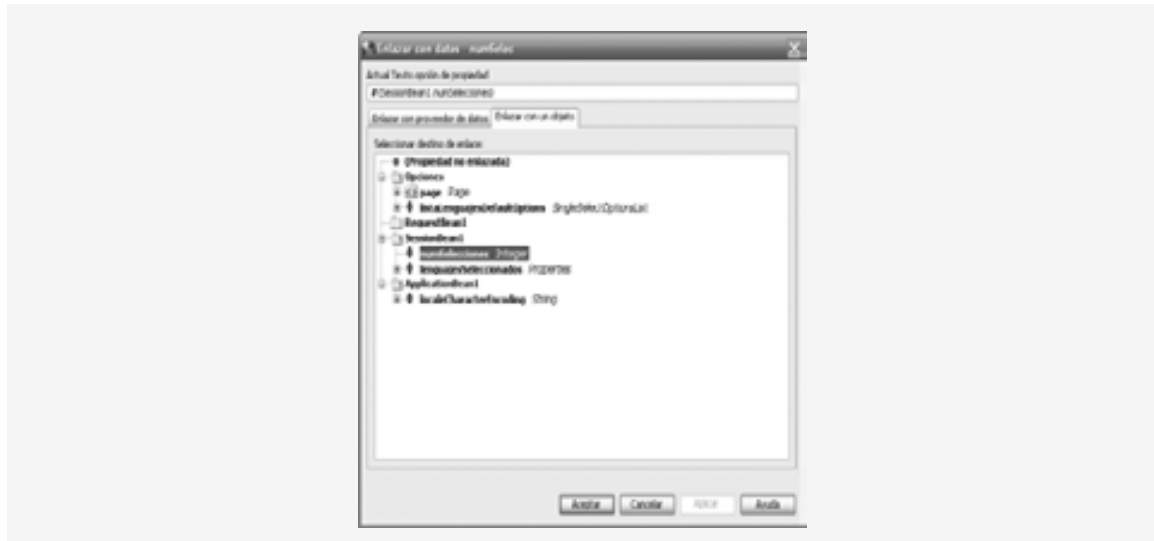 Enlazar con datos - numSelec
Actual Texto opción de propiedad
#{SessionBean1.numSelecciones}
Enlazar con proveedor de datos Enlazar con un objeto
Seleccionar destino de enlace:
(Propiedad no enlazada)
Opciones
page Page
listaLenguajesDefaultOptions SingleSelectOptionsList
RequestBean1
SessionBean1
numSelecciones Integer
lenguajesSeleccionados Properties
ApplicationBean1
localeCharacterEncoding String
Aceptar Cancelar Aplicar Ayuda